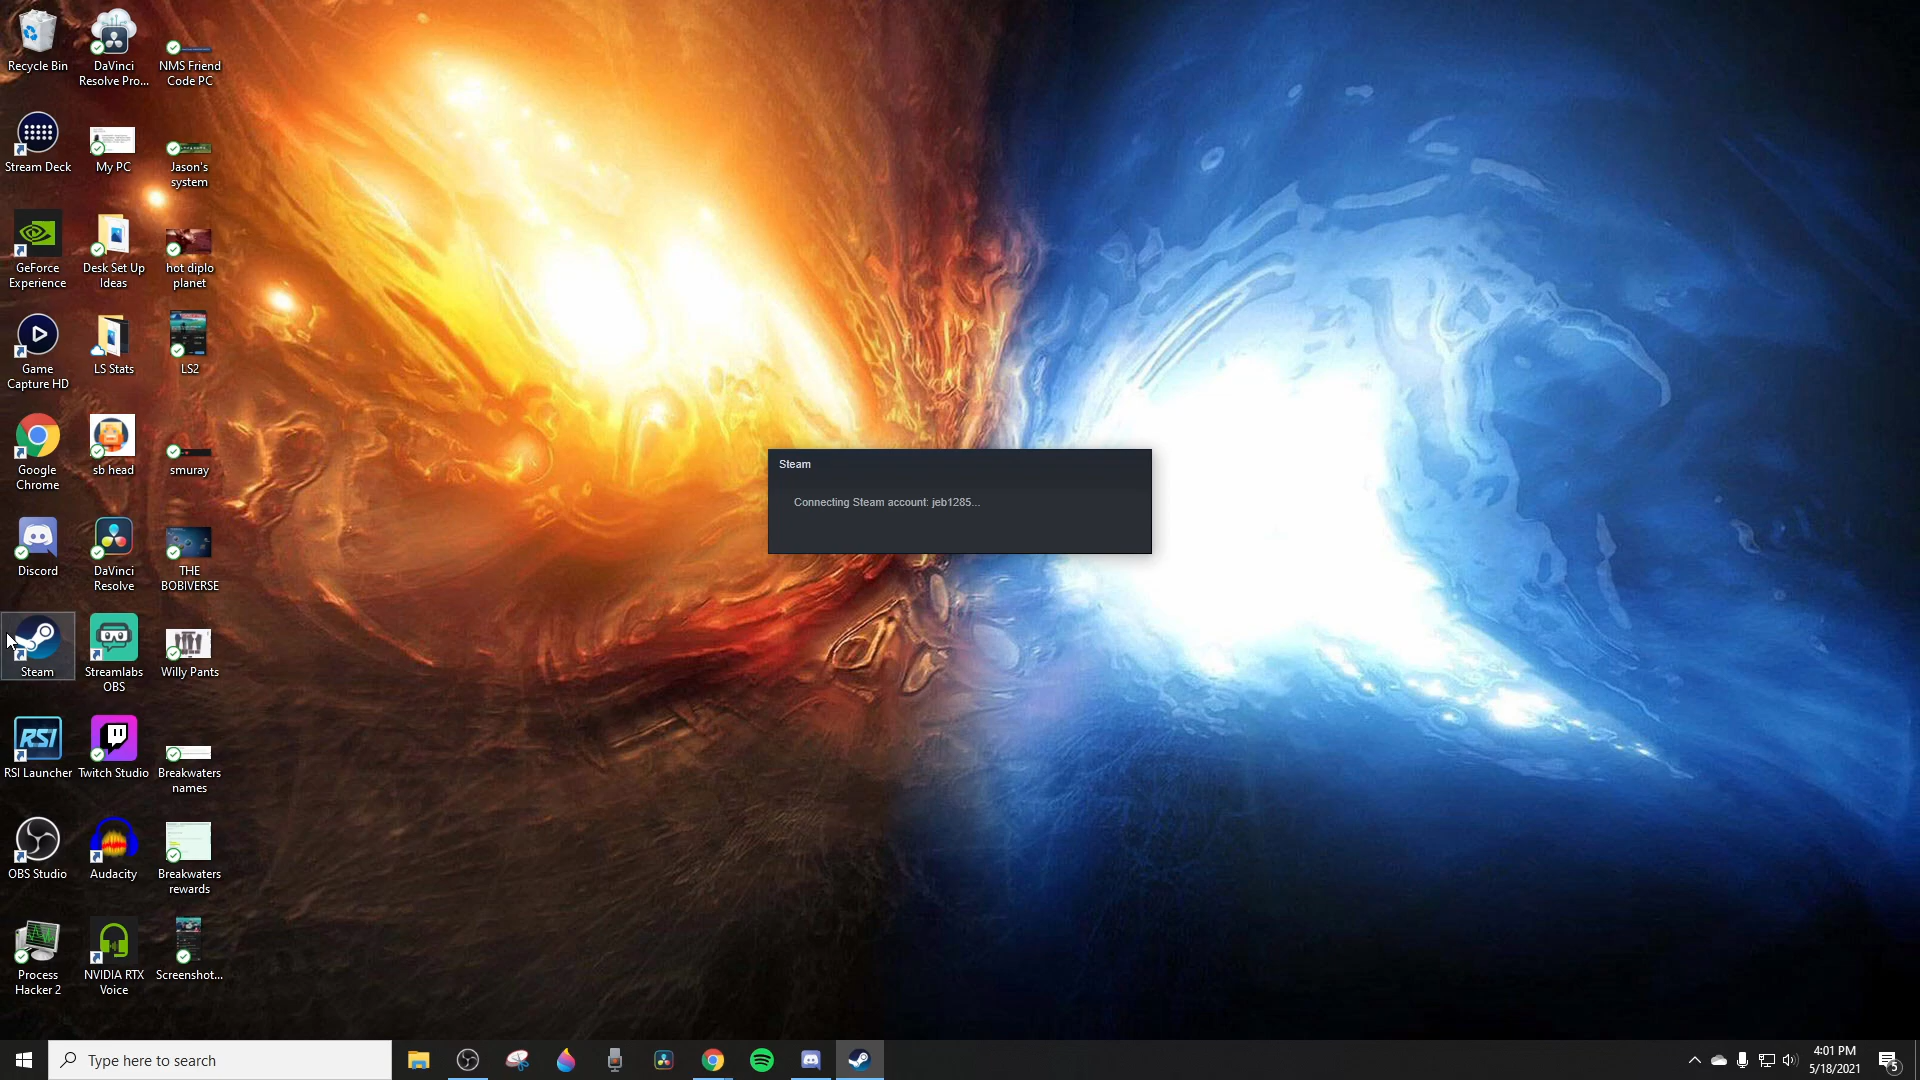 Recycle Bin
DaVinci
Resolve Pro...
NMS Friend
Code PC
Stream Deck
My PC
Jason's
system
GeForce
Experience
Desk Set Up
Ideas
hot diplo
planet
Game
Capture HD
LS Stats
LS2
Google
Chrome
sb head
smuray
Discord
DaVinci
Resolve
THE
BOBIVERSE
Steam
Streamlabs
OBS
Willy Pants
RSI
RSI Launcher
Twitch Studio
Breakwaters
names
OBS Studio
Audacity
Breakwaters
rewards
Process
Hacker 2
NVIDIA RTX
Voice
Screenshot...
Steam
Connecting Steam account: jeb1285...
Type here to search
4:01 PM
5/18/2021
5